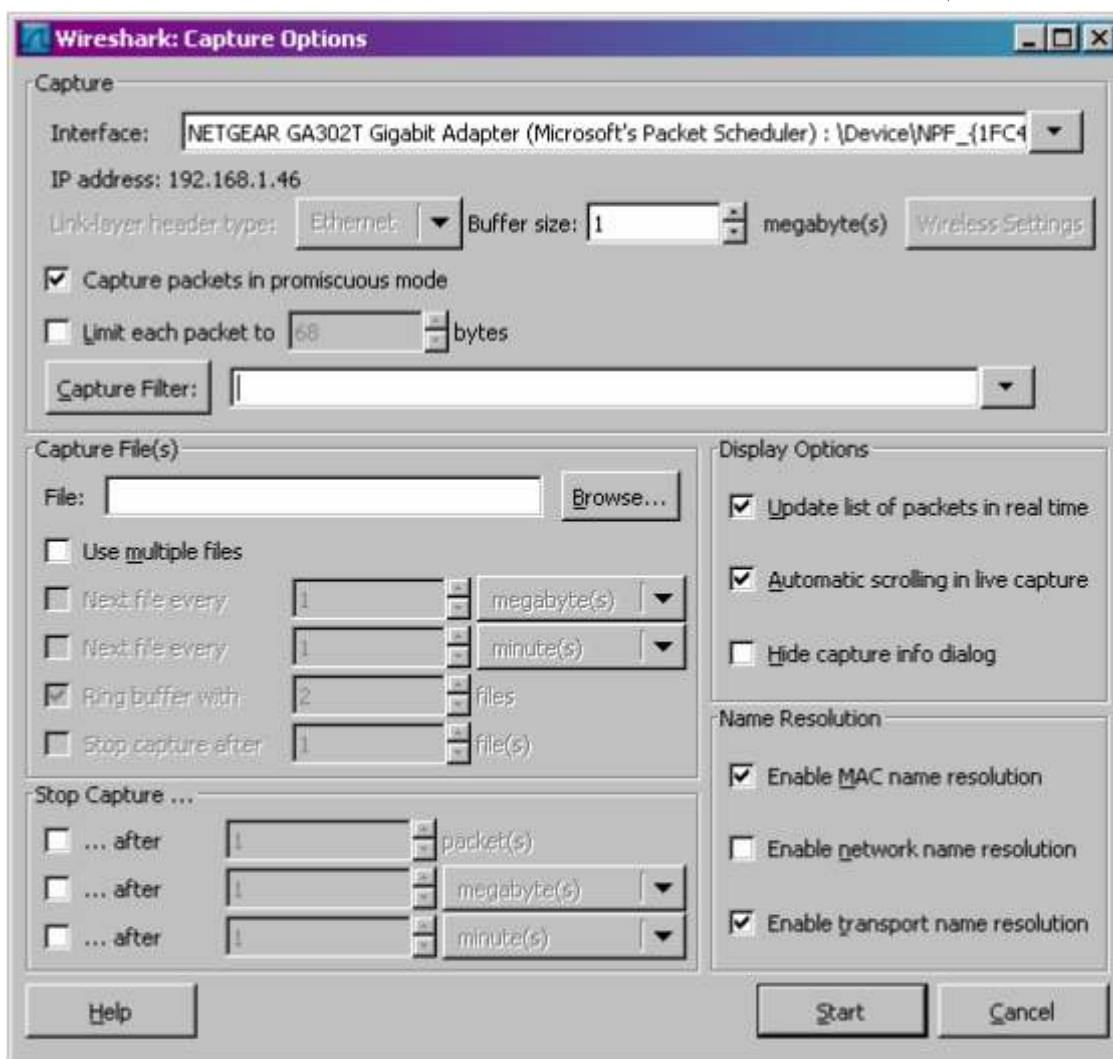 Wireshark: Capture Options
Capture
Interface: NETGEAR GA302T Gigabit Adapter (Microsoft's Packet Scheduler) : \Device\NPF_{1FC4
IP address: 192.168.1.46
Link-layer header type: Ethernet Buffer size: 1 megabyte(s) Wireless Settings
Capture packets in promiscuous mode
Limit each packet to 68 bytes
Capture Filter:
Capture File(s)
File: Browse...
Use multiple files
Next file every 1 megabyte(s)
Next file every 1 minute(s)
Ring buffer with 2 files
Stop capture after 1 file(s)
Stop Capture ...
... after 1 packet(s)
... after 1 megabyte(s)
... after 1 minute(s)
Display Options
Update list of packets in real time
Automatic scrolling in live capture
Hide capture info dialog
Name Resolution
Enable MAC name resolution
Enable network name resolution
Enable transport name resolution
Help Start Cancel